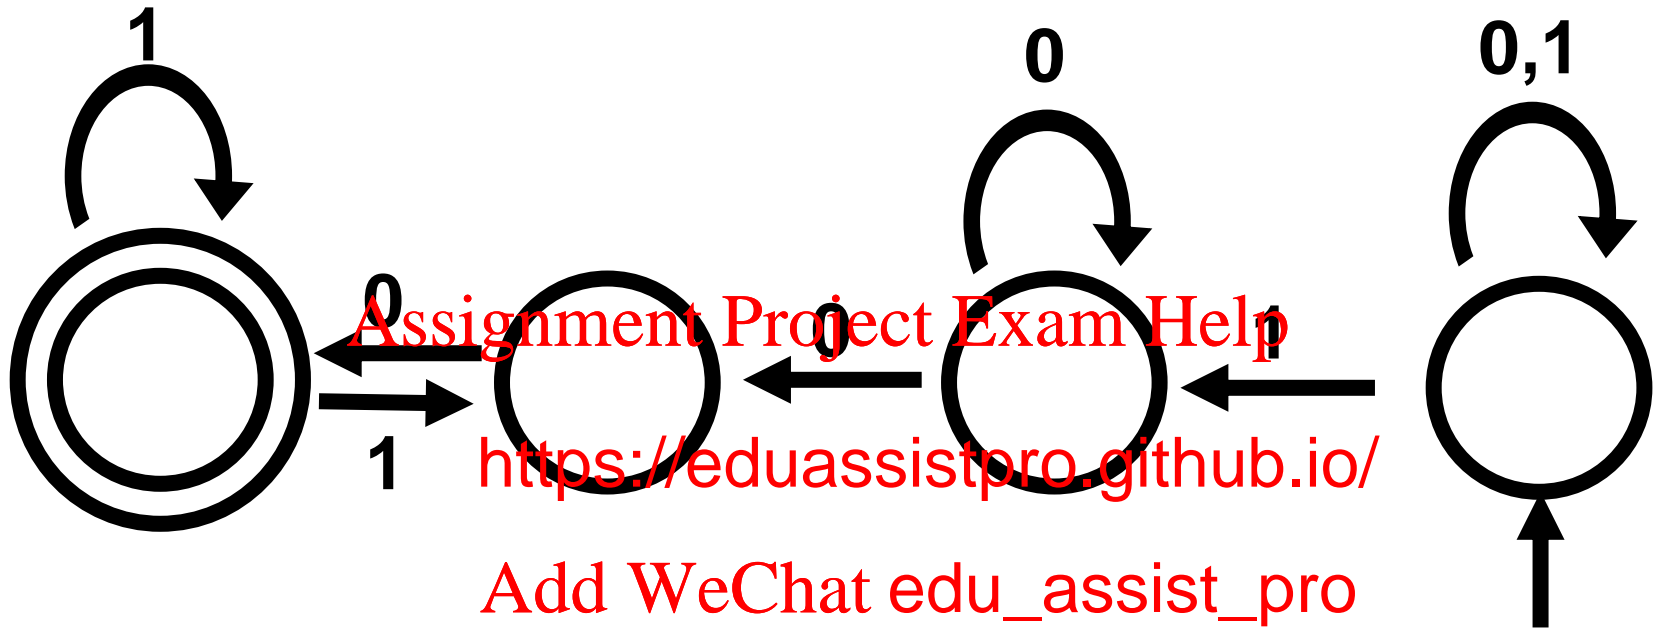 1
0
0,1
0
0
1
Assignment Project Exam Help
1
https://eduassistpro.github.io/
Add WeChat edu_assist_pro